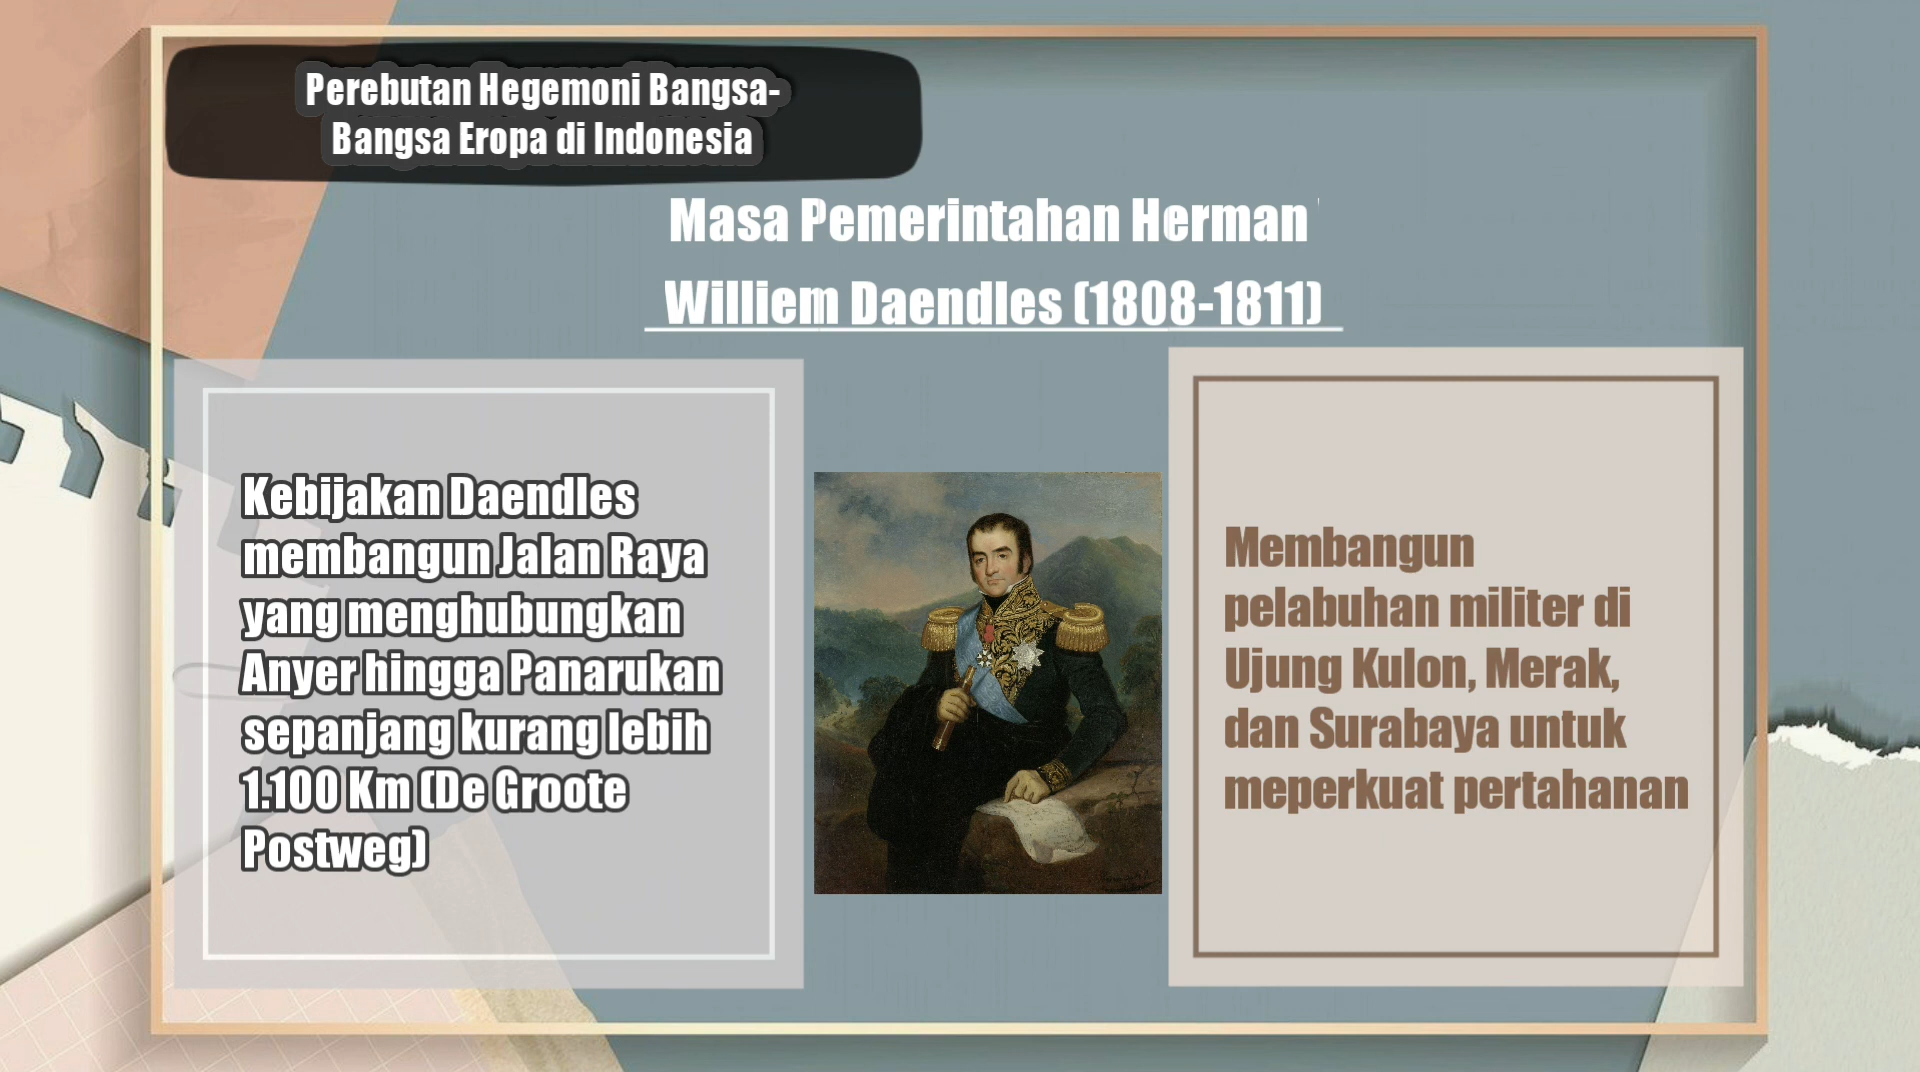 Perebutan Hegemoni Bangsa-
Bangsa Eropa di Indonesia
Masa Pemerintahan Herman
Williem Daendles (1808-1811)
Kebijakan Daendles
membangun Jalan Raya
yang menghubungkan
Anyer hingga Panarukan
sepanjang kurang lebih
1.100 Km (De Groote
Postweg)
Membangun
pelabuhan militer di
Ujung Kulon, Merak,
dan Surabaya untuk
meperkuat pertahanan